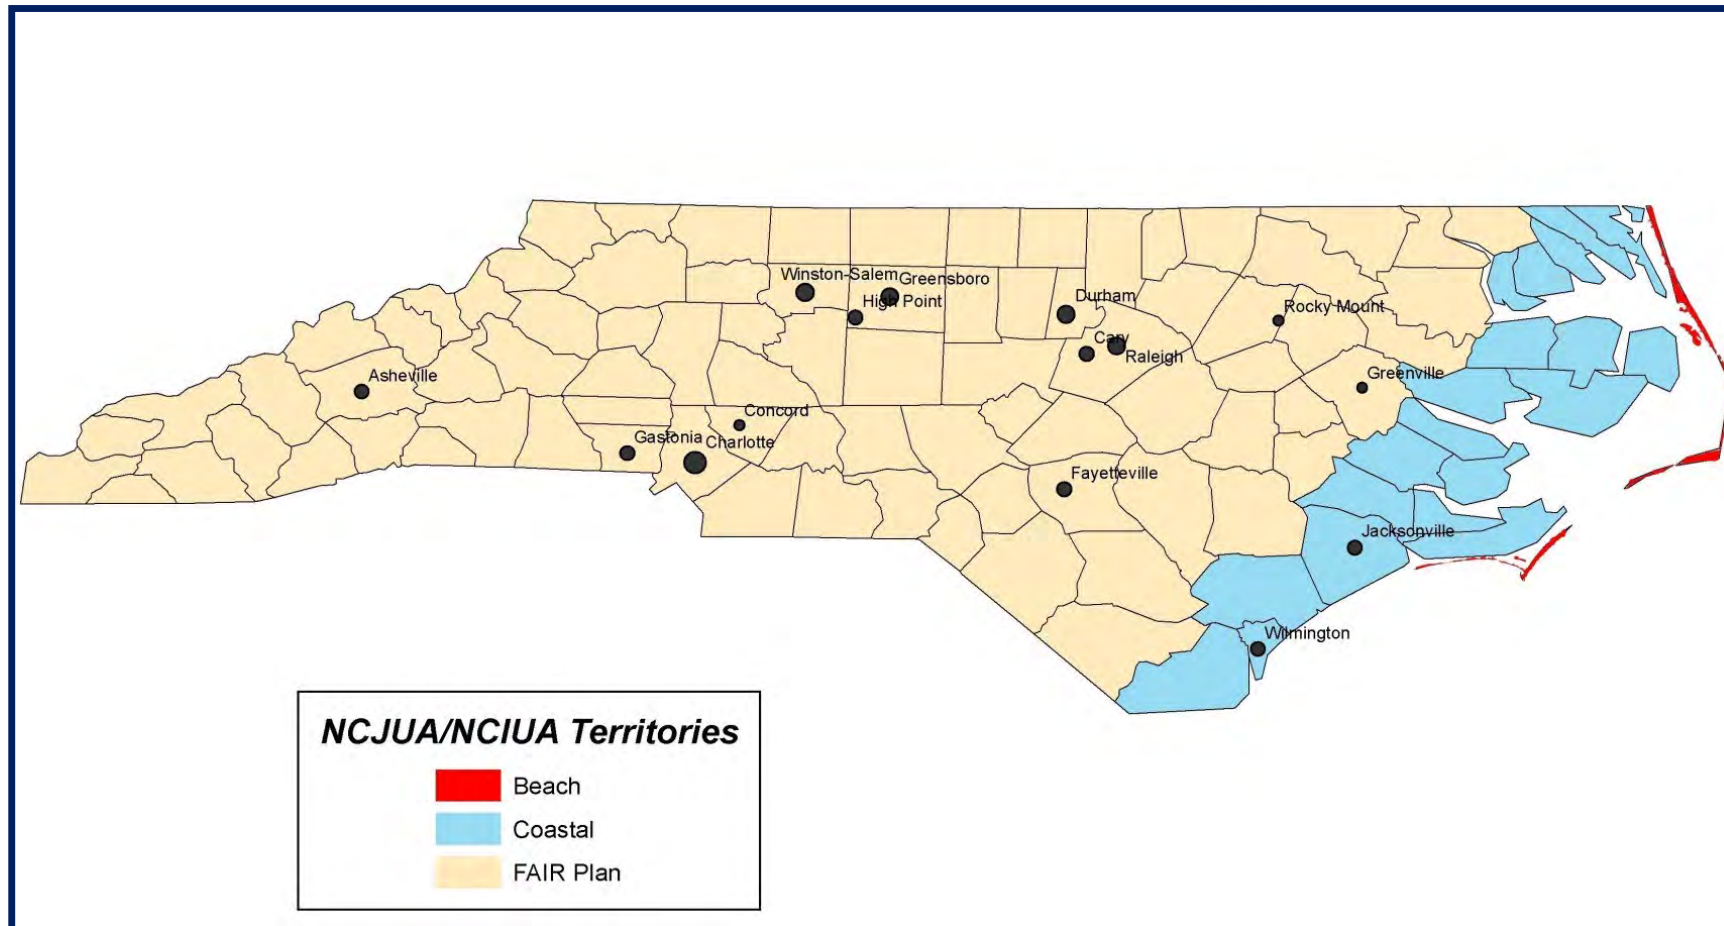 Winston-Salem
Greensboro
High Point
Durham
Rocky Mount
Cary
Raleigh
Asheville
Greenville
Concord
Gastonia
Charlotte
Fayetteville
Jacksonville
Wilmington
NCJUA/NCIUA Territories
Beach
Coastal
FAIR Plan